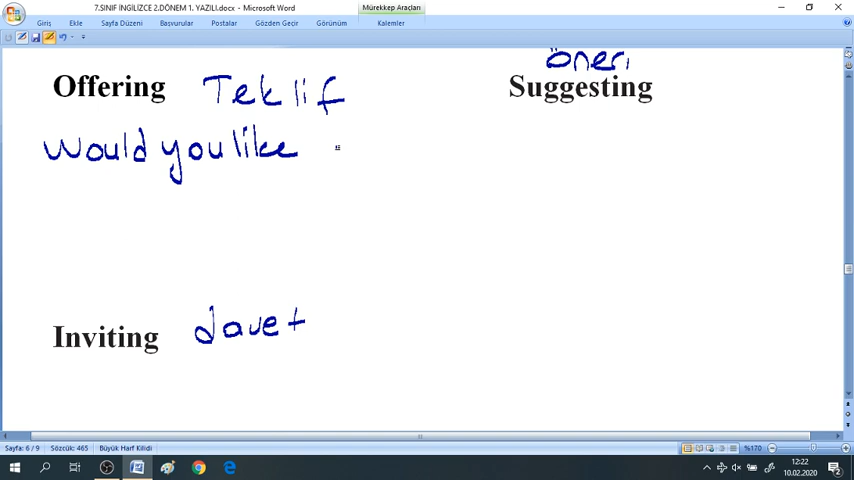 7.SINIF İNGİLİZCE 2.DÖNEM 1. YAZILI.docx - Microsoft Word
Mürekkep Araçları
Giriş Ekle Sayfa Düzeni Başvurular Postalar Gözden Geçir Görünüm Kalemler
öneri
Offering Teklif Suggesting
Would you like
Inviting davet
Sayfa: 6 / 9 Sözcük: 465 Büyük Harf Kilidi %170
12:22
10.02.2020
2